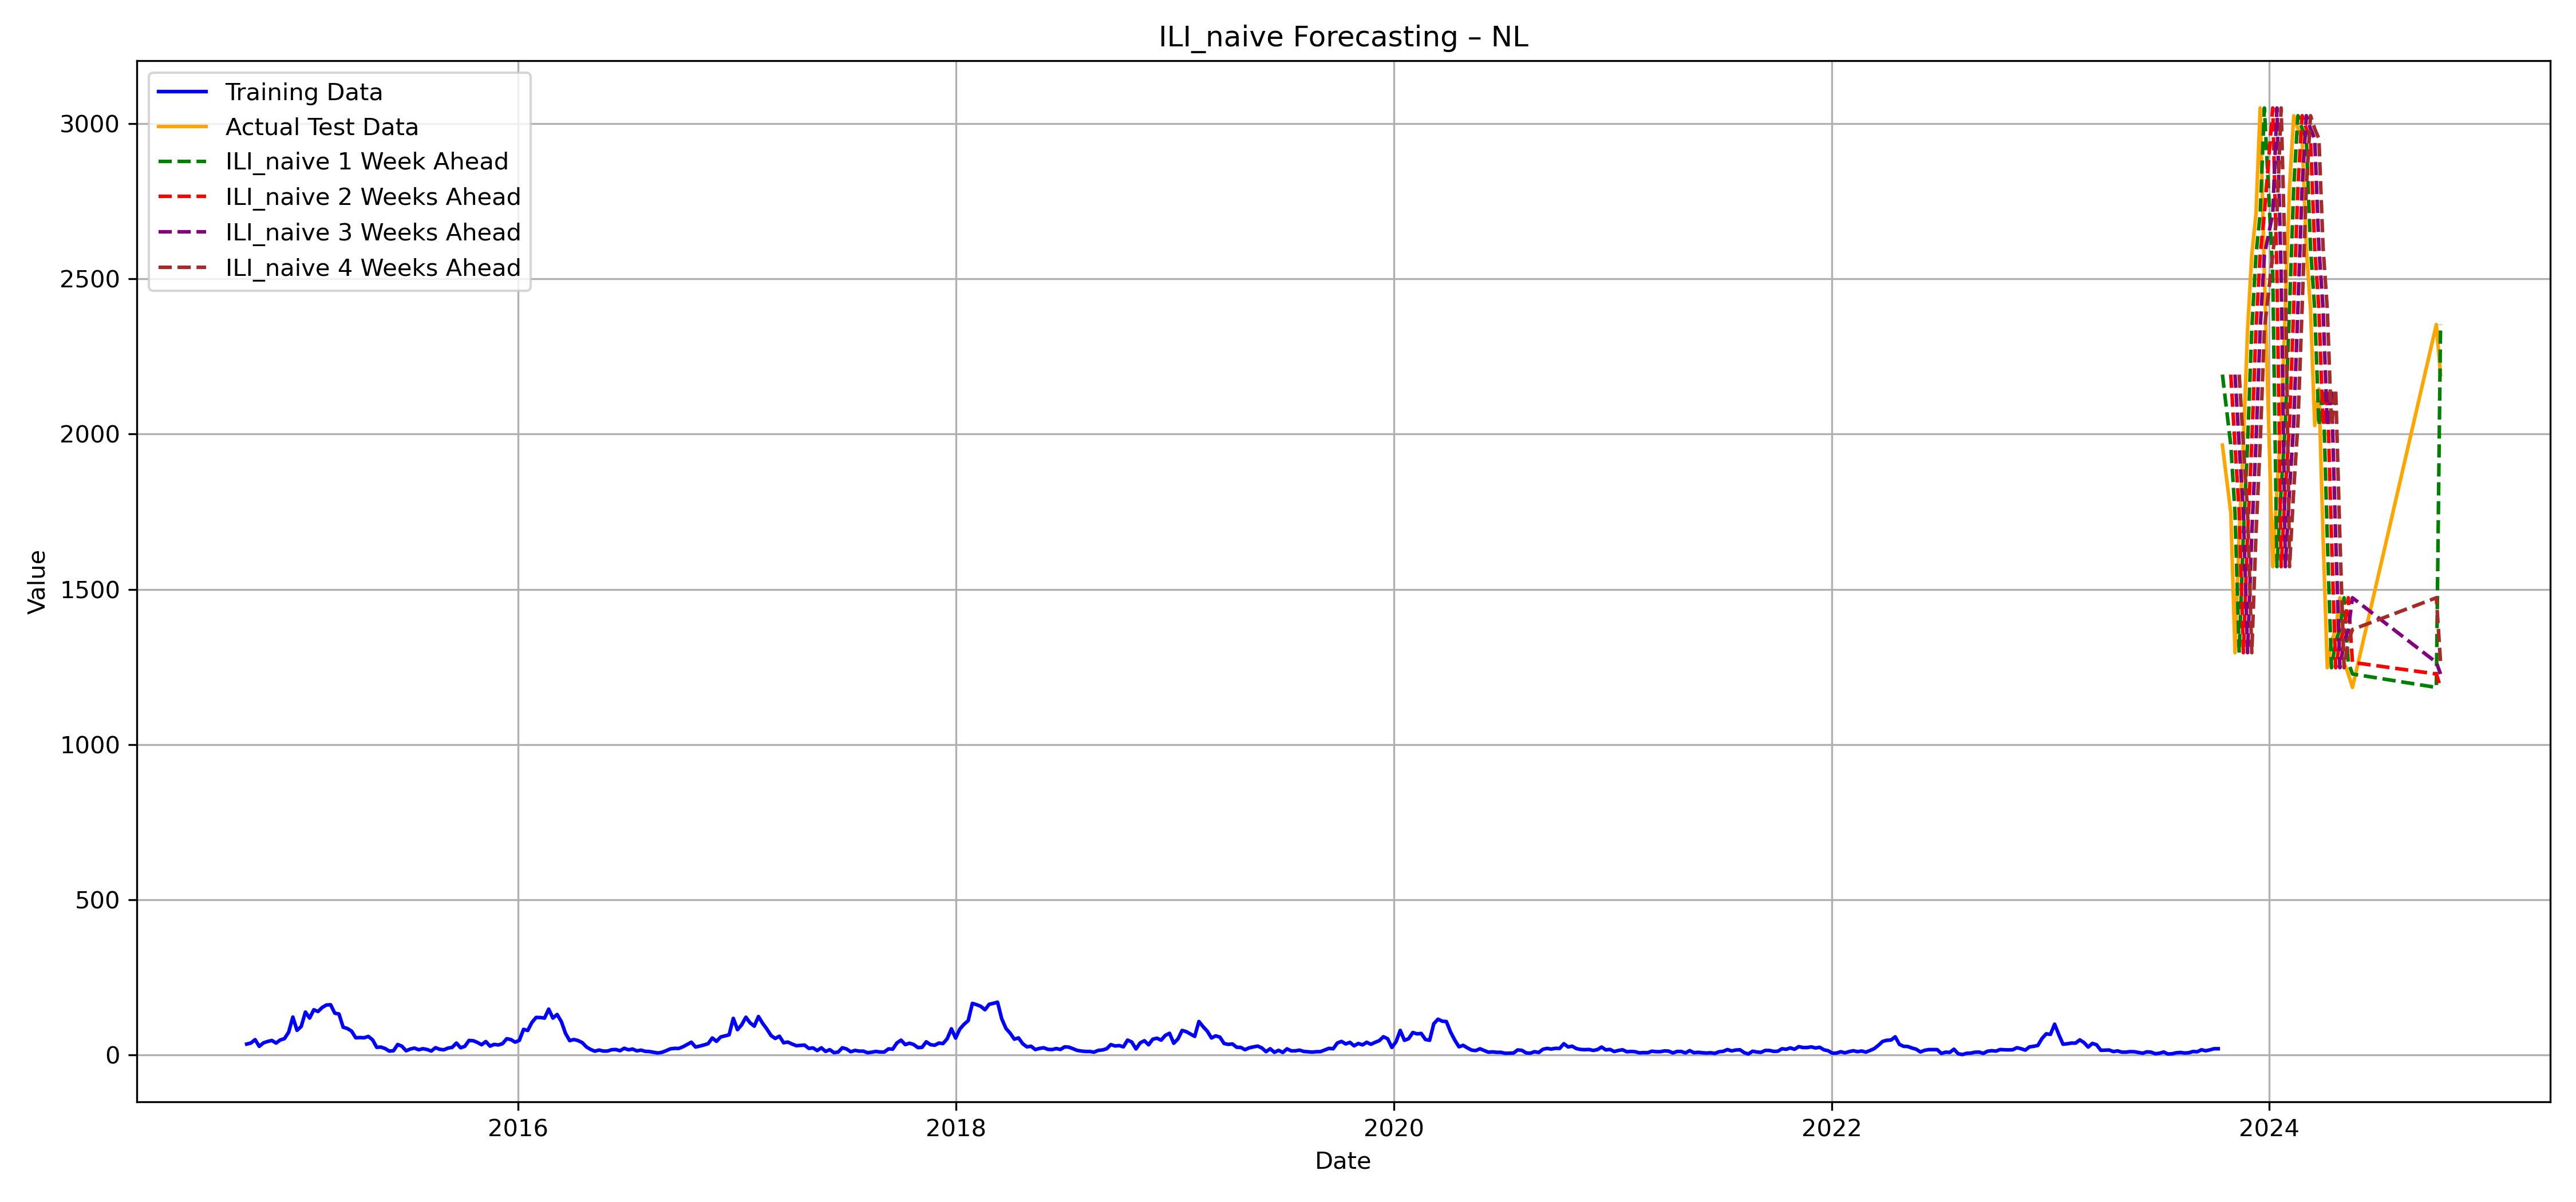 ILI_naive Forecasting – NL
Training Data
Actual Test Data
ILI_naive 1 Week Ahead
ILI_naive 2 Weeks Ahead
ILI_naive 3 Weeks Ahead
ILI_naive 4 Weeks Ahead
3000
2500
2000
1500
1000
500
0
Value
2016 2018 2020 2022 2024
Date